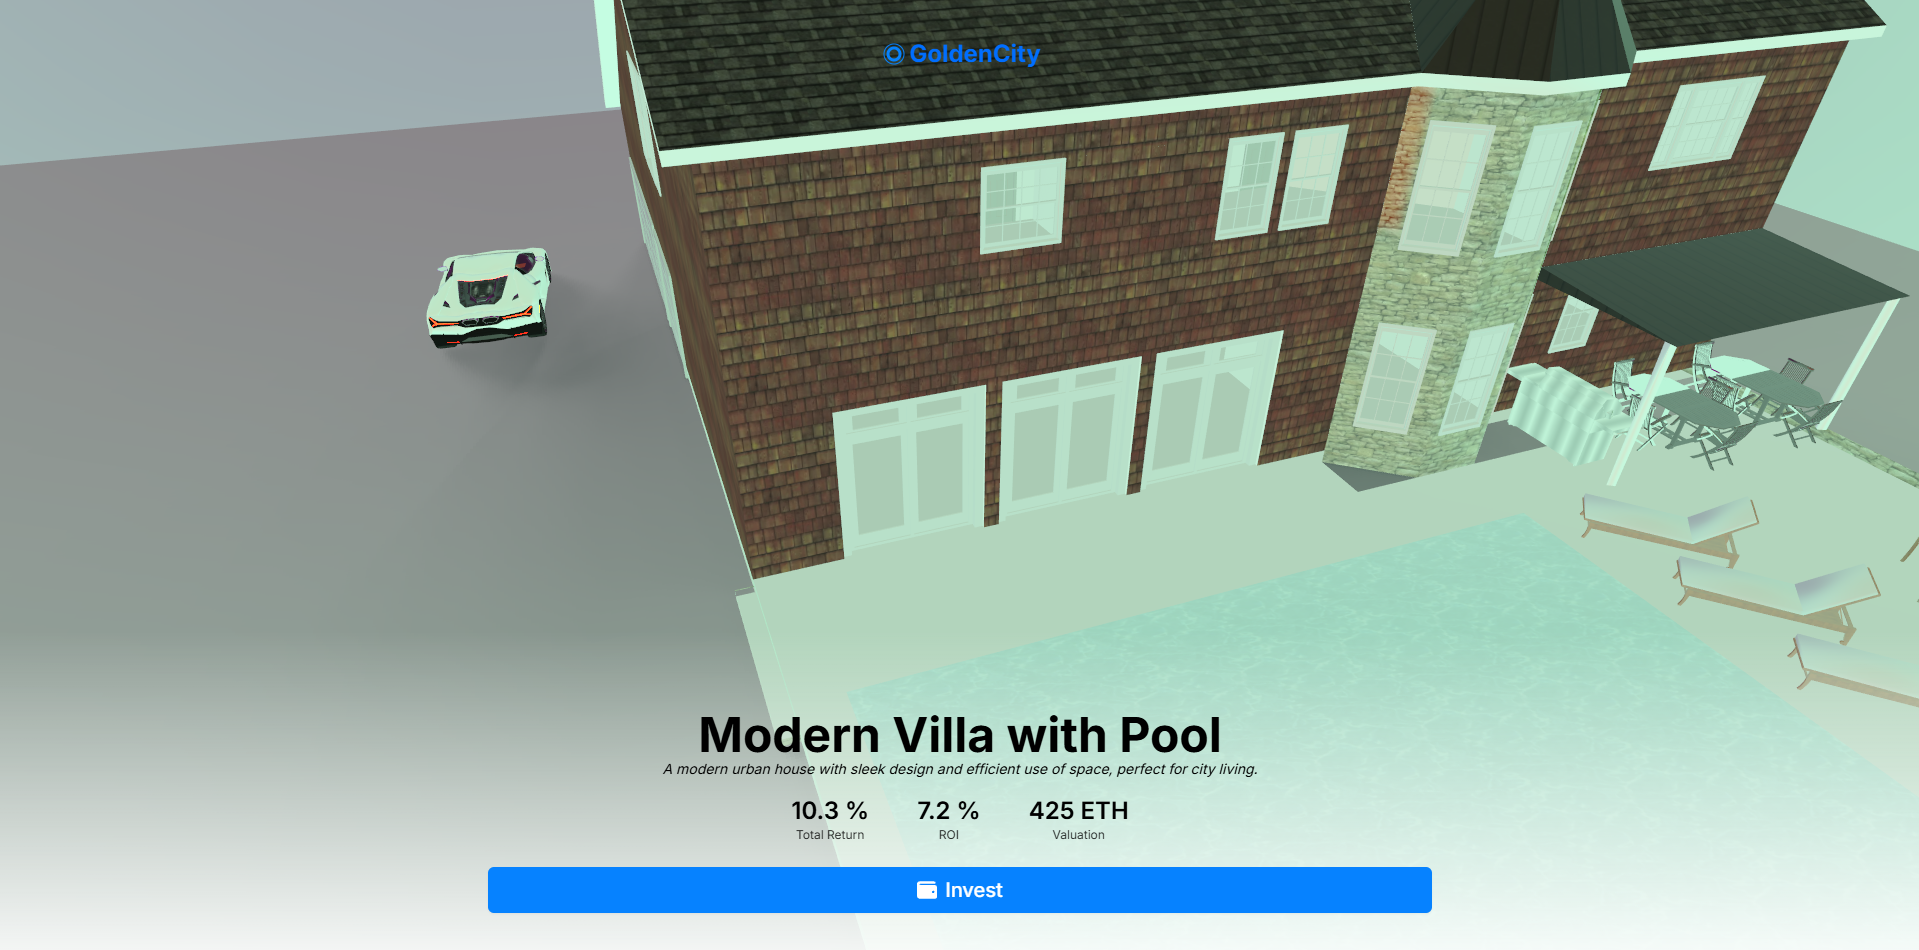 GoldenCity
Modern Villa with Pool
A modern urban house with sleek design and efficient use of space, perfect for city living.
10.3 % 7.2 % 425 ETH
Total Return ROI Valuation
Invest